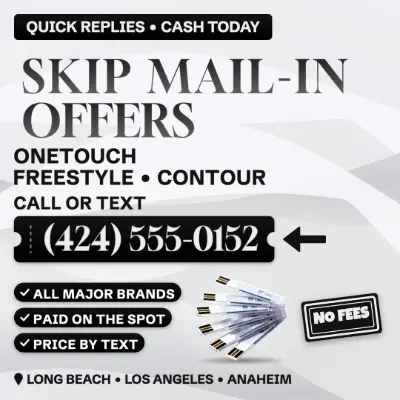 QUICK REPLIES • CASH TODAY
SKIP MAIL-IN
OFFERS
ONETOUCH
FREESTYLE • CONTOUR
CALL OR TEXT
(424) 555-0152
ALL MAJOR BRANDS
PAID ON THE SPOT
PRICE BY TEXT
NO FEES
LONG BEACH • LOS ANGELES • ANAHEIM